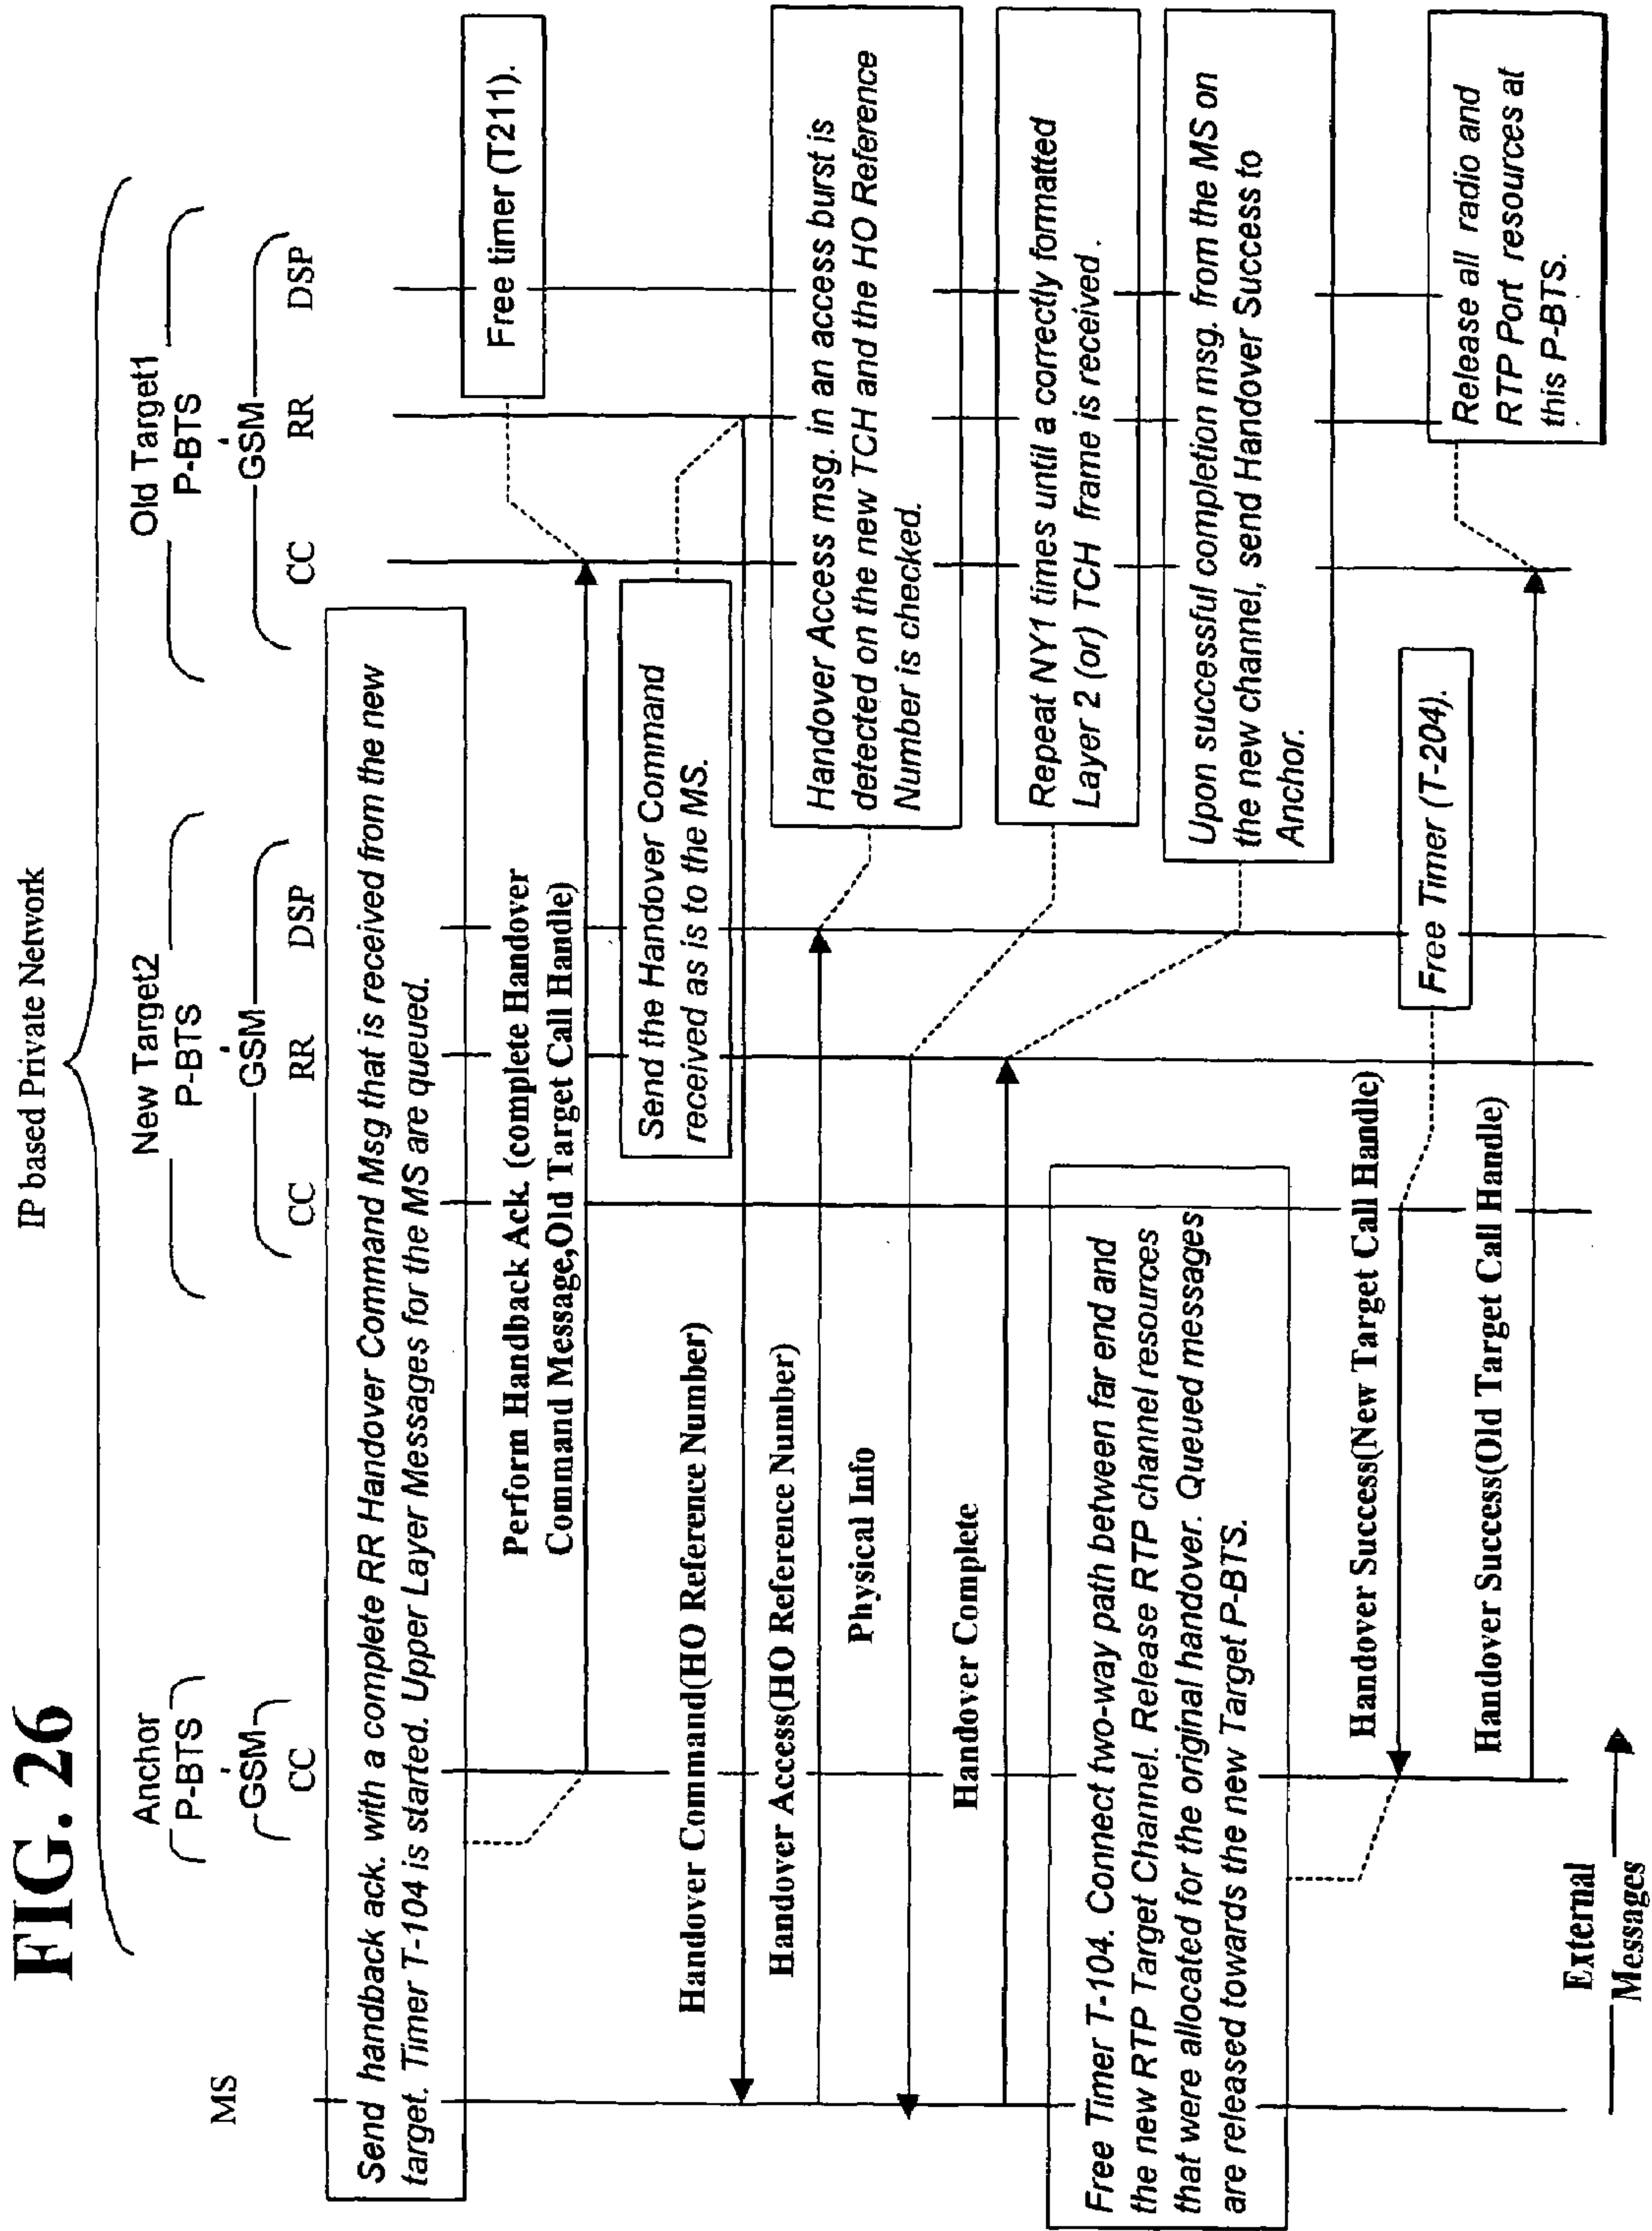 FIG. 26
IP based Private Network
MS
Anchor
P-BTS
GSM
CC
New Target2
P-BTS
GSM
CC
RR
DSP
Old Target1
P-BTS
GSM
CC
RR
DSP
Send handback ack. with a complete RR Handover Command Msg that is received from the new
target. Timer T-104 is started. Upper Layer Messages for the MS are queued.
Free timer (T211).
Perform Handback Ack. (complete Handover
Command Message,Old Target Call Handle)
Send the Handover Command
received as is to the MS.
Handover Command(HO Reference Number)
Handover Access(HO Reference Number)
Handover Access msg. in an access burst is
detected on the new TCH and the HO Reference
Number is checked.
Physical Info
Repeat NY1 times until a correctly formatted
Layer 2 (or) TCH frame is received .
Handover Complete
Upon successful completion msg. from the MS on
the new channel, send Handover Success to
Anchor.
Free Timer T-104. Connect two-way path between far end and
the new RTP Target Channel. Release RTP channel resources
that were allocated for the original handover. Queued messages
are released towards the new Target P-BTS.
Handover Success(New Target Call Handle)
Free Timer (T-204).
Handover Success(Old Target Call Handle)
Release all radio and
RTP Port resources at
this P-BTS.
External
Messages